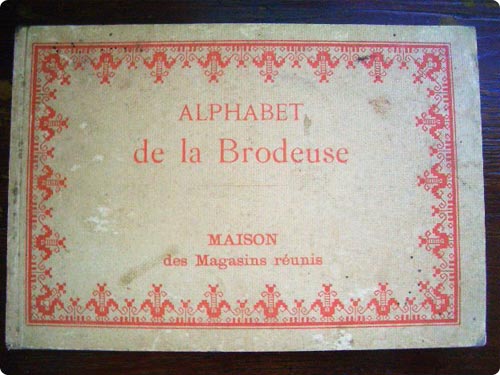 ALPHABET
de la Brodeuse
MAISON
des Magasins réunis